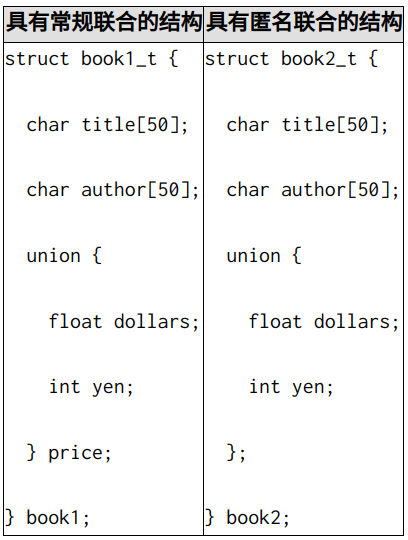 具有常规联合的结构 具有匿名联合的结构
struct book1_t { struct book2_t {
char title[50]; char title[50];
char author[50]; char author[50];
union { union {
float dollars; float dollars;
int yen; int yen;
} price; };
} book1; } book2;